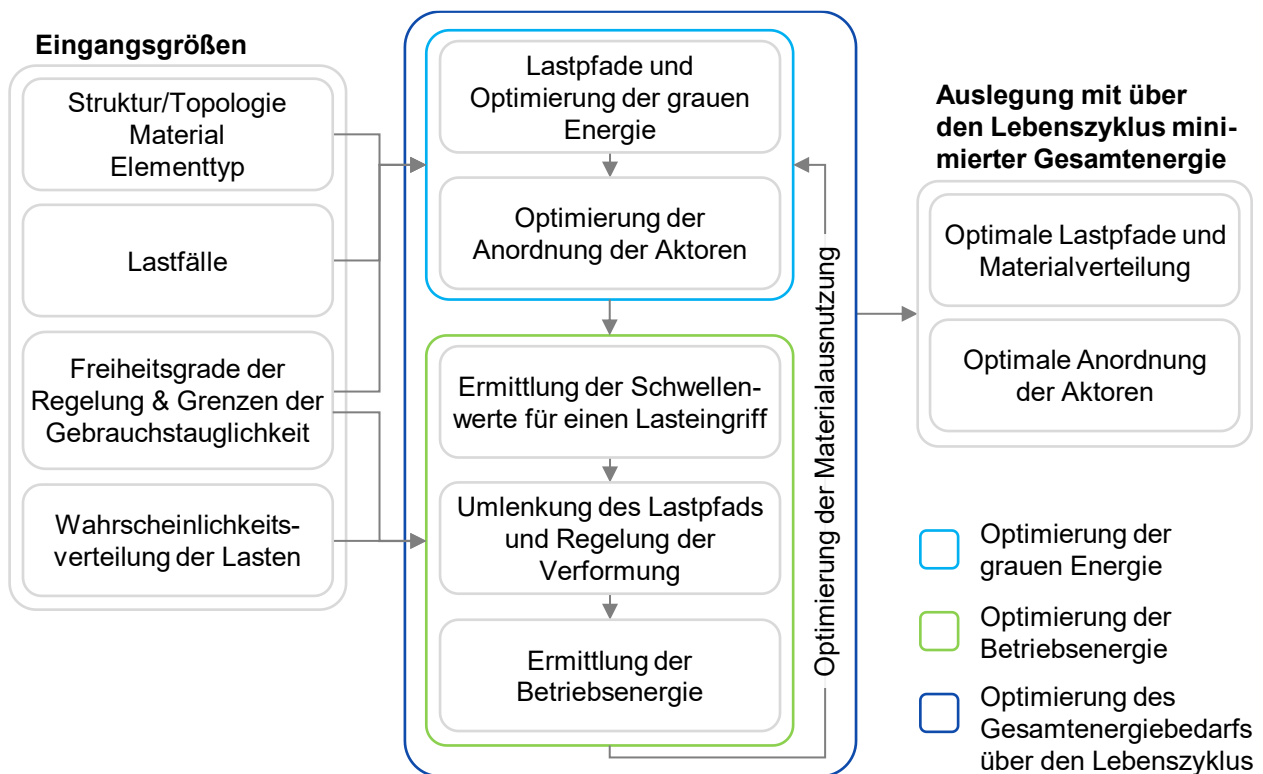 Eingangsgrößen
Struktur/Topologie
Material
Elementtyp
Lastfälle
Freiheitsgrade der
Regelung & Grenzen der
Gebrauchstauglichkeit
Wahrscheinlichkeits-
verteilung der Lasten
Lastpfade und
Optimierung der grauen
Energie
Optimierung der
Anordnung der Aktoren
Ermittlung der Schwellen-
werte für einen Lasteingriff
Umlenkung des Lastpfads
und Regelung der
Verformung
Ermittlung der
Betriebsenergie
Optimierung der Materialausnutzung
Auslegung mit über
den Lebenszyklus mini-
mierter Gesamtenergie
Optimale Lastpfade und
Materialverteilung
Optimale Anordnung
der Aktoren
Optimierung der
grauen Energie
Optimierung der
Betriebsenergie
Optimierung des
Gesamtenergiebedarfs
über den Lebenszyklus